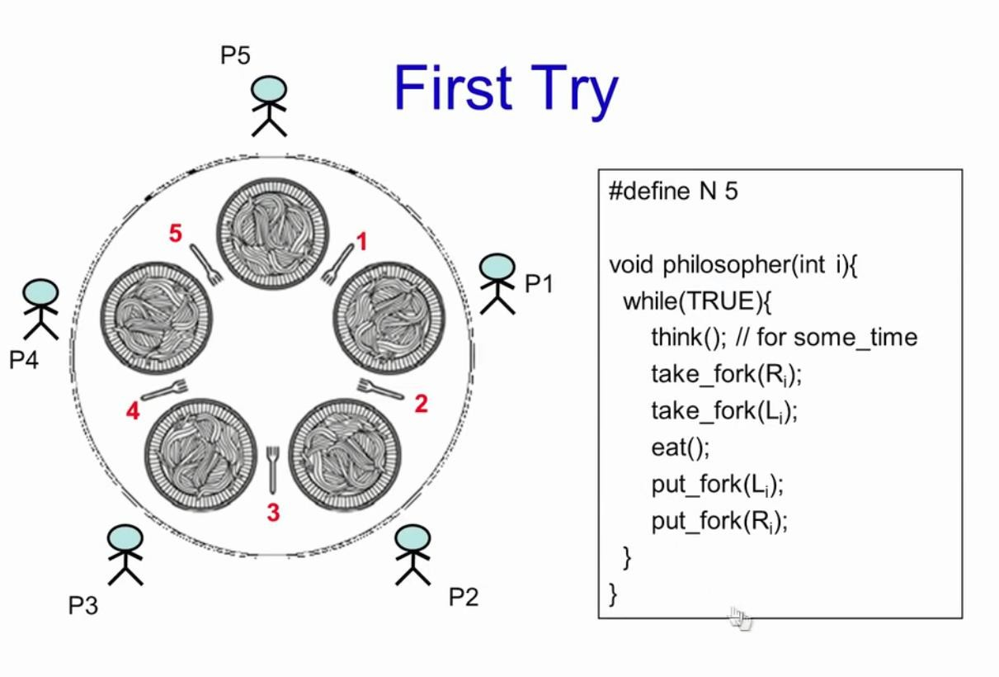 First Try
P5
5
1
P1
P4
4
2
3
P3
P2
#define N 5
void philosopher(int i){
while(TRUE){
think(); // for some_time
take_fork(Ri);
take_fork(Li);
eat();
put_fork(Li);
put_fork(Ri);
}
}